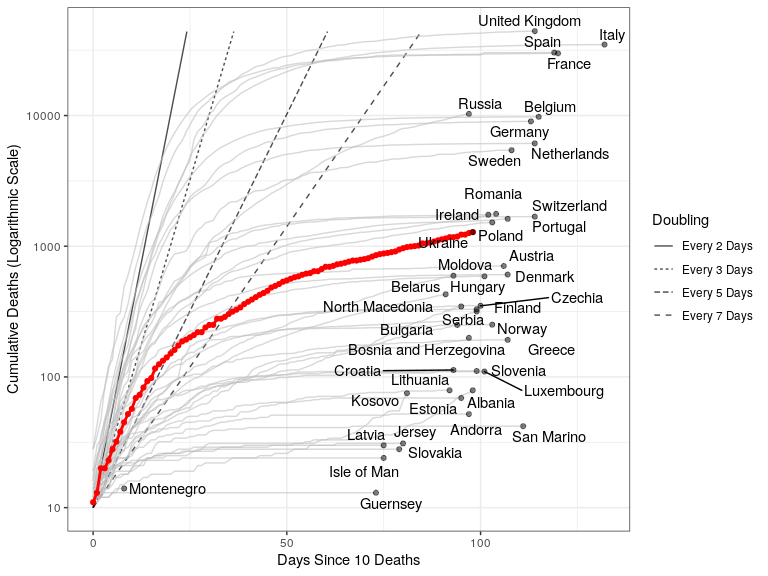 United Kingdom
Italy
Spain
France
Russia
Belgium
10000
Germany
Netherlands
Sweden
Romania
Switzerland
Ireland
Portugal
Poland
Ukraine
1000
Austria
Moldova
Denmark
Belarus
Hungary
Czechia
North Macedonia
Finland
Serbia
Bulgaria
Norway
Bosnia and Herzegovina
Greece
Croatia
Slovenia
100
Lithuania
Luxembourg
Kosovo
Albania
Estonia
Andorra
Latvia
Jersey
San Marino
Slovakia
Isle of Man
Montenegro
Guernsey
10
0
50
100
Days Since 10 Deaths
Cumulative Deaths (Logarithmic Scale)
Doubling
Every 2 Days
Every 3 Days
Every 5 Days
Every 7 Days